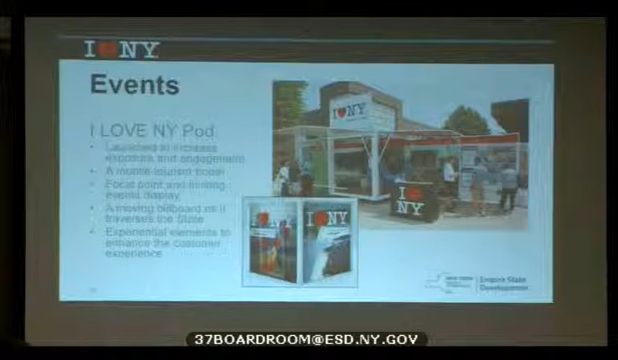 I ❤ NY
Events
I LOVE NY Pod
• Launched to increase
exposure and engagement
• A mobile tourism booth
• Focal point and unifying
events display
• A moving billboard as it
traverses the State
• Experiential elements to
enhance the customer
experience
I ❤ NY
I ❤
NY
I ❤ NY
Empire State
Development
37BOARDROOM@ESD.NY.GOV